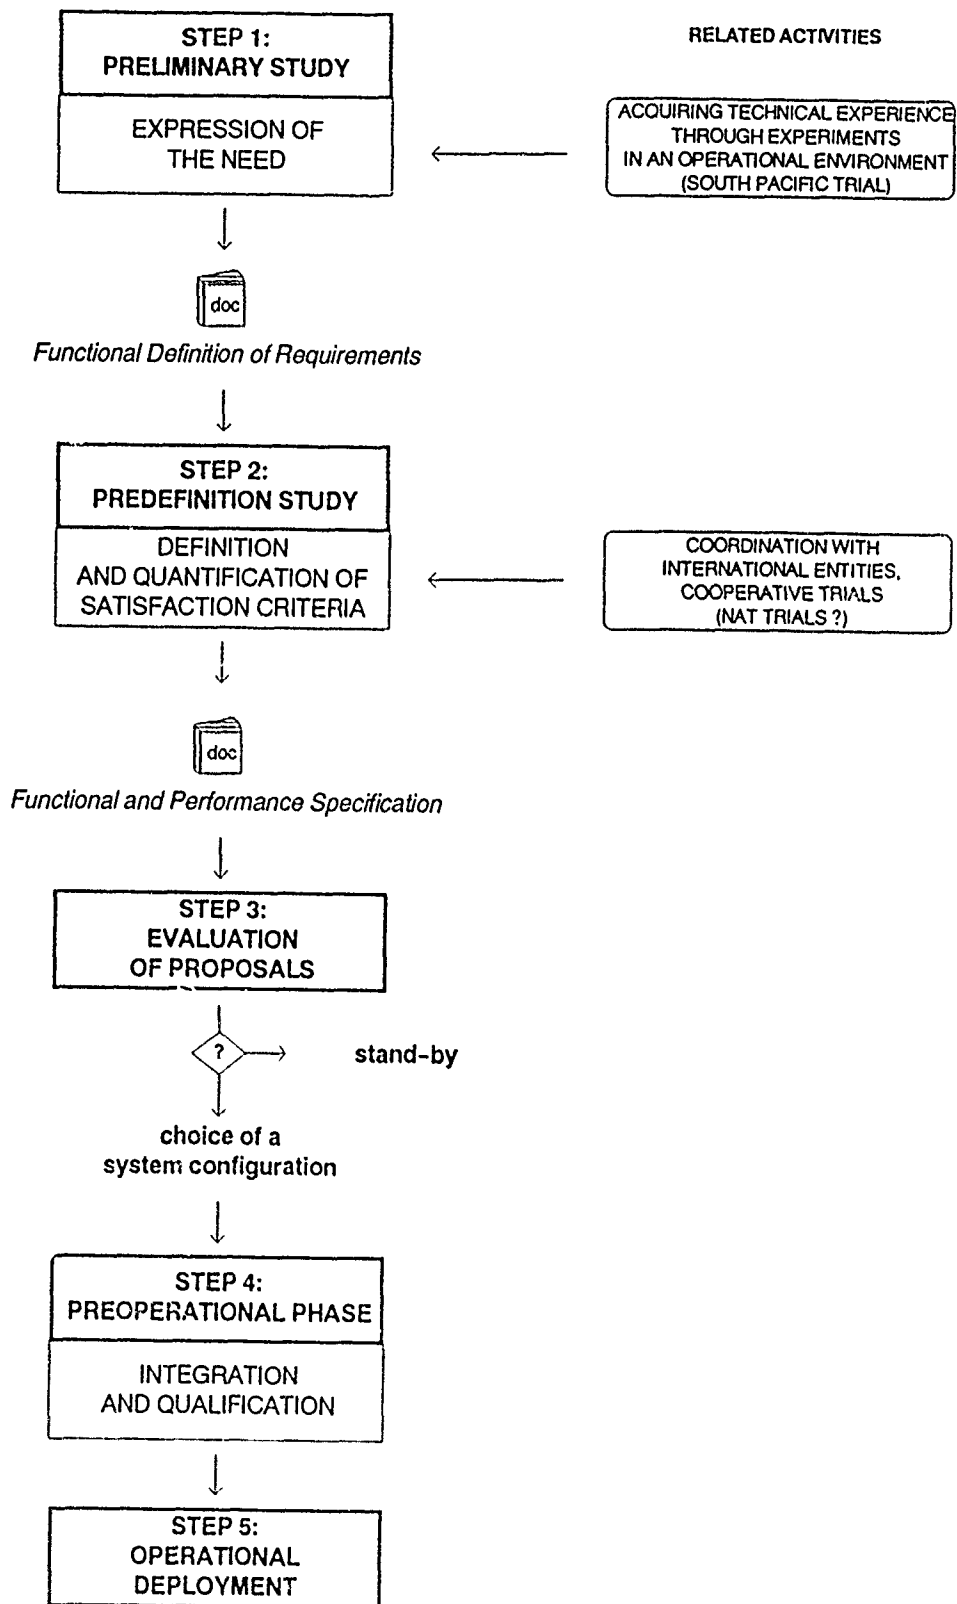 STEP 1:
PRELIMINARY STUDY
RELATED ACTIVITIES
EXPRESSION OF
THE NEED
ACQUIRING TECHNICAL EXPERIENCE
THROUGH EXPERIMENTS
IN AN OPERATIONAL ENVIRONMENT
(SOUTH PACIFIC TRIAL)
doc
Functional Definition of Requirements
STEP 2:
PREDEFINITION STUDY
DEFINITION
AND QUANTIFICATION OF
SATISFACTION CRITERIA
COORDINATION WITH
INTERNATIONAL ENTITIES,
COOPERATIVE TRIALS
(NAT TRIALS ?)
doc
Functional and Performance Specification
STEP 3:
EVALUATION
OF PROPOSALS
?
stand-by
choice of a
system configuration
STEP 4:
PREOPERATIONAL PHASE
INTEGRATION
AND QUALIFICATION
STEP 5:
OPERATIONAL
DEPLOYMENT